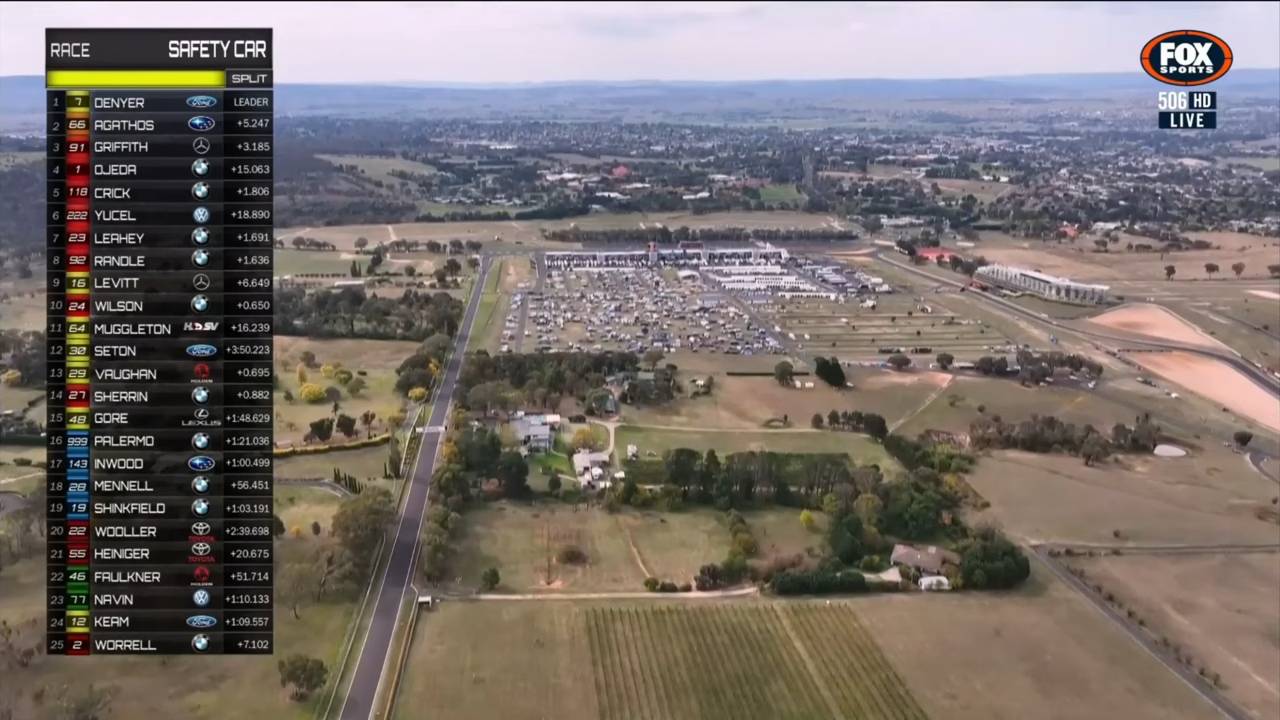 RACE SAFETY CAR
SPLIT
1 7 DENYER Ford LEADER
2 66 AGATHOS +5.247
3 91 GRIFFITH +3.185
4 1 OJEDA +15.063
5 118 CRICK +1.806
6 222 YUCEL +18.890
7 23 LEAHEY +1.691
8 92 RANDLE +1.636
9 16 LEVITT +6.649
10 24 WILSON +0.650
11 64 MUGGLETON HSV +16.239
12 30 SETON Ford +3:50.223
13 29 VAUGHAN HOLDEN +0.695
14 27 SHERRIN +0.882
15 48 GORE LEXUS +1:48.629
16 999 PALERMO +1:21.036
17 143 INWOOD +1:00.499
18 28 MENNELL +56.451
19 19 SHINKFIELD +1:03.191
20 22 WOOLLER TOYOTA +2:39.698
21 55 HEINIGER TOYOTA +20.675
22 46 FAULKNER HOLDEN +51.714
23 77 NAVIN +1:10.133
24 12 KEAM Ford +1:09.557
25 2 WORRELL +7.102
FOX
SPORTS
506 HD
LIVE